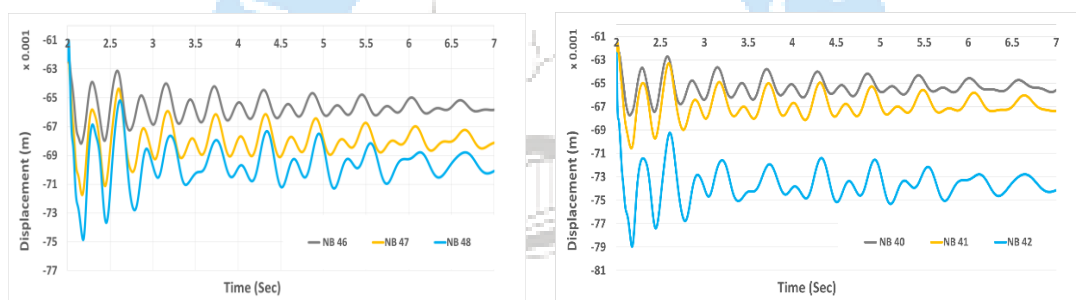 x 0.001
Displacement (m)
-61
-63
-65
-67
-69
-71
-73
-75
-77
2 2.5 3 3.5 4 4.5 5 5.5 6 6.5 7
NB 46 NB 47 NB 48
Time (Sec)
x 0.001
Displacement (m)
-61
-63
-65
-67
-69
-71
-73
-75
-77
-79
-81
2 2.5 3 3.5 4 4.5 5 5.5 6 6.5 7
NB 40 NB 41 NB 42
Time (Sec)